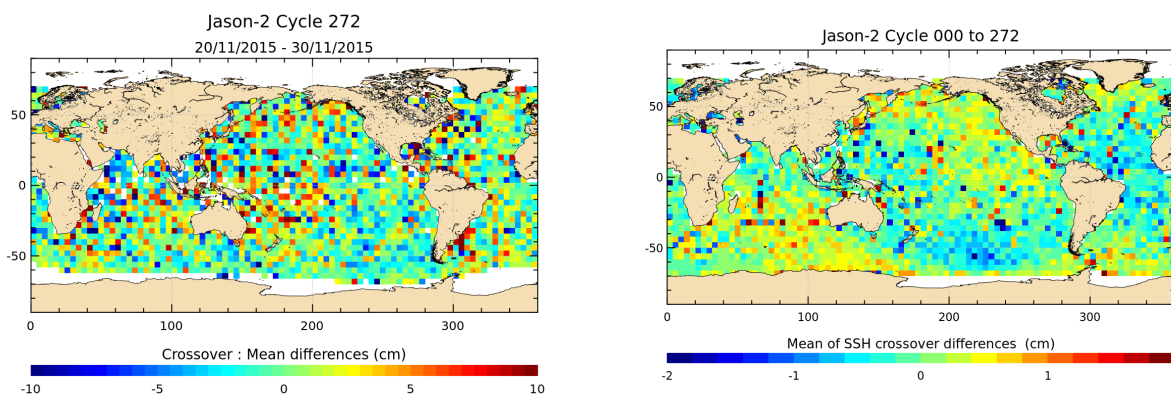 Jason-2 Cycle 272
20/11/2015 - 30/11/2015
50
0
-50
0 100 200 300
Crossover : Mean differences (cm)
-10 -5 0 5 10
Jason-2 Cycle 000 to 272
50
0
-50
0 100 200 300
Mean of SSH crossover differences (cm)
-2 -1 0 1